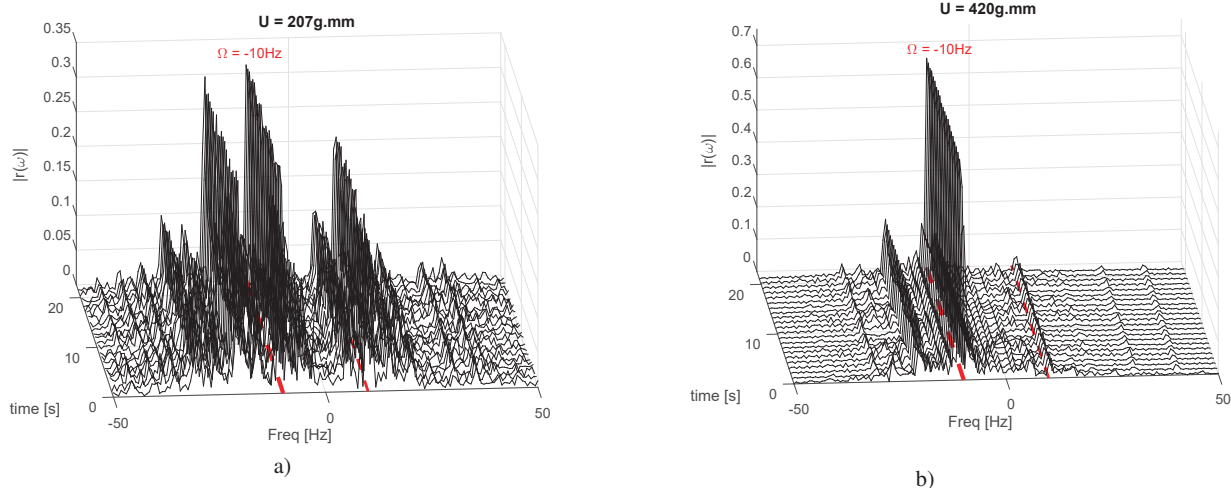 U = 207g.mm
Ω = -10Hz
0.35
0.3
0.25
0.2
0.15
0.1
0.05
0
|r(ω)|
20
10
0
time [s]
-50
0
50
Freq [Hz]
a)
U = 420g.mm
Ω = -10Hz
0.7
0.6
0.5
0.4
0.3
0.2
0.1
0
|r(ω)|
20
10
0
time [s]
-50
0
50
Freq [Hz]
b)